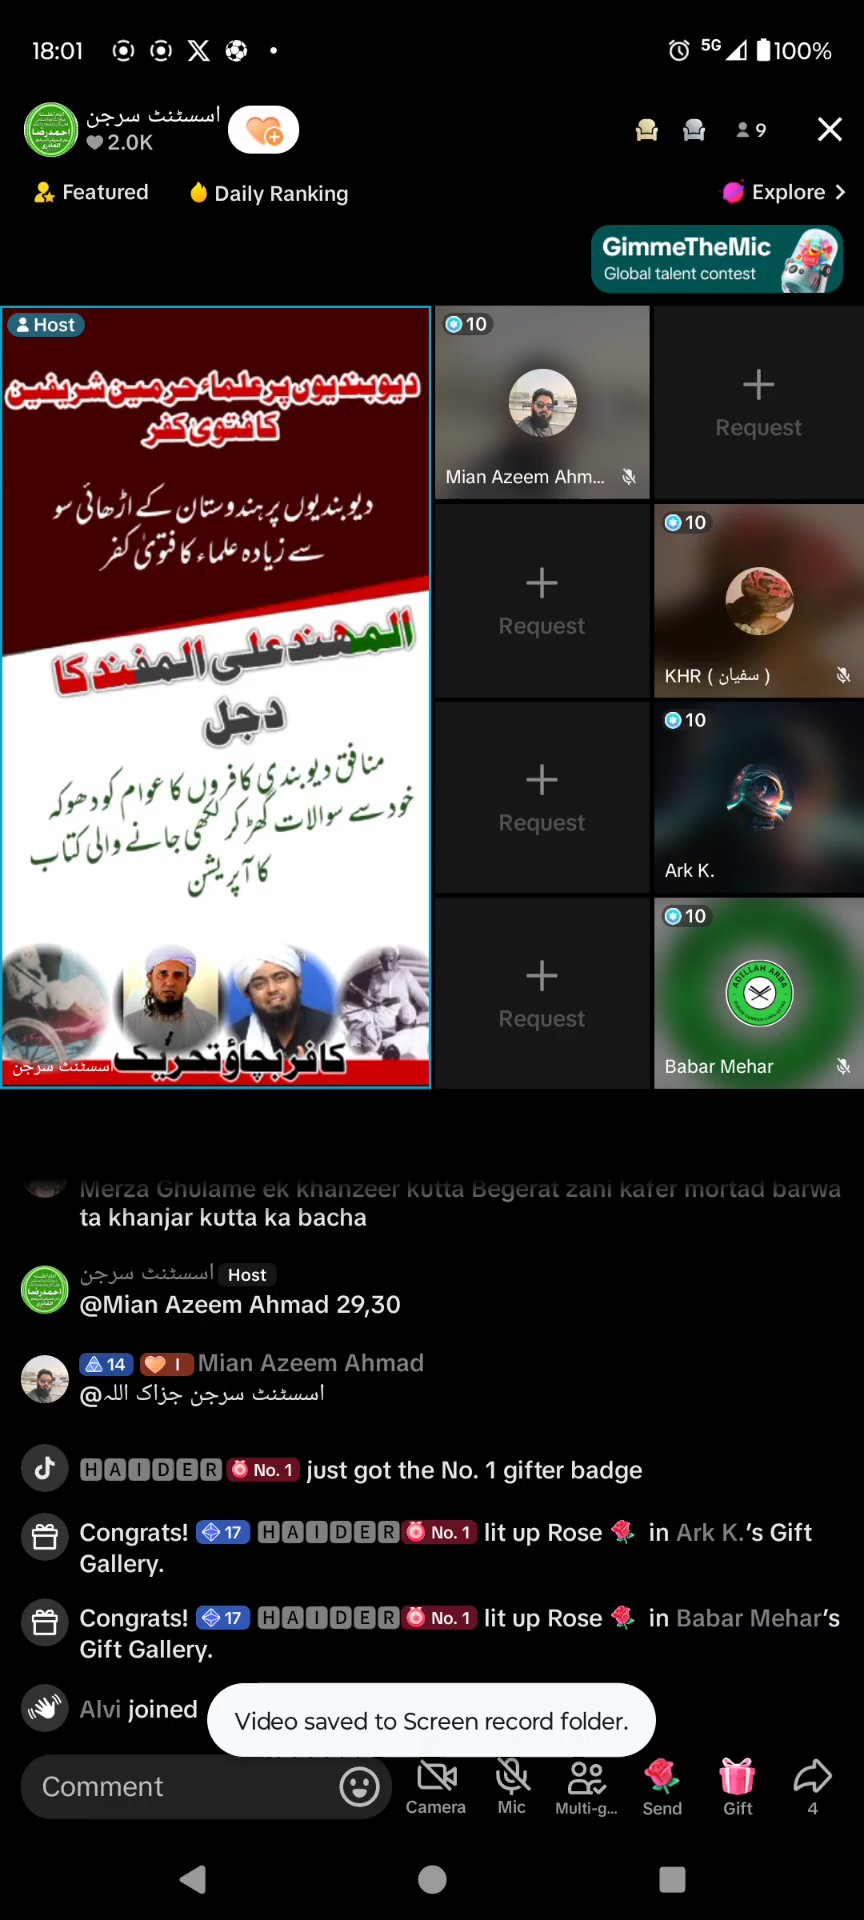 18:01
5G
100%
اسسٹنٹ سرجن
2.0K
9
Featured
Daily Ranking
Explore
GimmeTheMic
Global talent contest
Host
دیوبندیوں پر علماء حرمین شریفین
کا فتویٰ کفر
دیوبندیوں پر ہندوستان کے اڑھائی سو
سے زیادہ علماء کا فتویٰ کفر
المھند علی المفند کا
دجل
منافق دیوبندی کافروں کا عوام کو دھوکہ
خود سے سوالات گھڑ کر لکھی جانے والی کتاب
کا آپریشن
کافر بچاؤ تحریک
اسسٹنٹ سرجن
10
Mian Azeem Ahm...
Request
Request
10
KHR ( سفیان )
Request
10
Ark K.
Request
10
ADILLAH ARBA
Babar Mehar
Merza Ghulame ek khanzeer kutta Begerat zani kafer mortad barwa
ta khanjar kutta ka bacha
احمد رضا
اسسٹنٹ سرجن Host
@Mian Azeem Ahmad 29,30
14 I Mian Azeem Ahmad
@اسسٹنٹ سرجن جزاک اللہ
HAIDER No. 1 just got the No. 1 gifter badge
Congrats! 17 HAIDER No. 1 lit up Rose in Ark K.'s Gift
Gallery.
Congrats! 17 HAIDER No. 1 lit up Rose in Babar Mehar's
Gift Gallery.
Alvi joined
Video saved to Screen record folder.
Comment
Camera
Mic
Multi-g...
Send
Gift
4